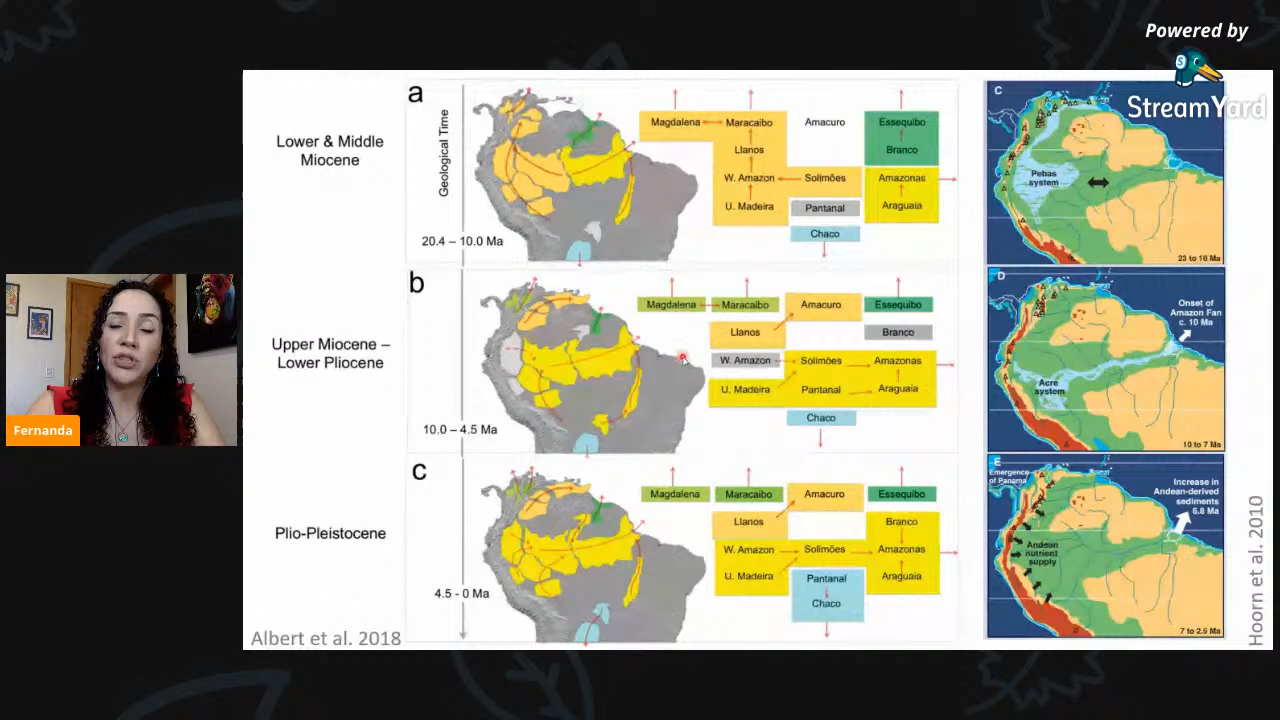 Powered by
StreamYard
Fernanda
a
Geological Time
Lower & Middle
Miocene
20.4 – 10.0 Ma
Magdalena
Maracaibo
Amacuro
Essequibo
Llanos
Branco
W. Amazon
Solimões
Amazonas
U. Madeira
Pantanal
Araguaia
Chaco
b
Upper Miocene –
Lower Pliocene
10.0 – 4.5 Ma
Magdalena
Maracaibo
Amacuro
Essequibo
Llanos
Branco
W. Amazon
Solimões
Amazonas
U. Madeira
Pantanal
Araguaia
Chaco
c
Plio-Pleistocene
4.5 - 0 Ma
Magdalena
Maracaibo
Amacuro
Essequibo
Llanos
Branco
W. Amazon
Solimões
Amazonas
U. Madeira
Pantanal
Araguaia
Chaco
Albert et al. 2018
C
Pebas
system
23 to 16 Ma
D
Onset of
Amazon Fan
c. 10 Ma
Acre
system
10 to 7 Ma
E
Emergence
of Panama
Increase in
Andean-derived
sediments
6.8 Ma
Andean
nutrient
supply
7 to 2.5 Ma
Hoorn et al. 2010